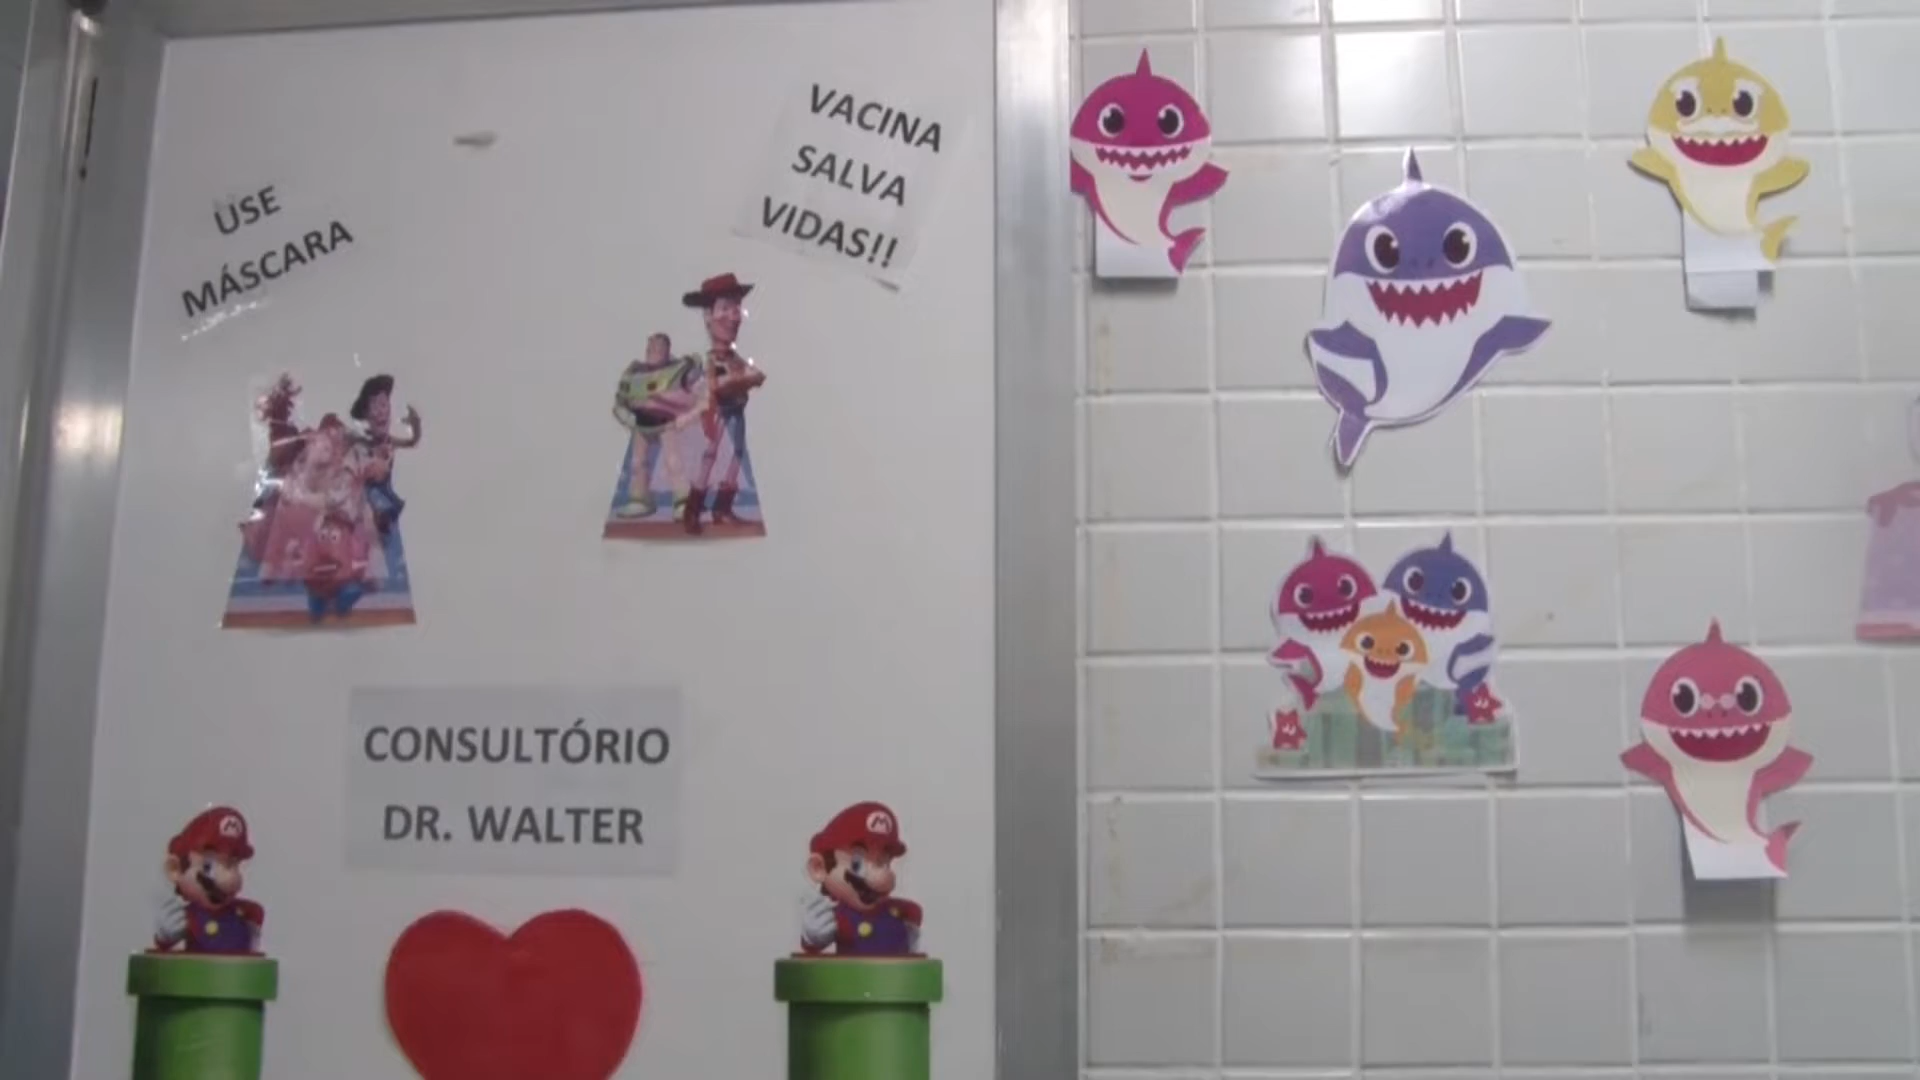 USE
MÁSCARA
VACINA
SALVA
VIDAS!!
CONSULTÓRIO
DR. WALTER
M
M